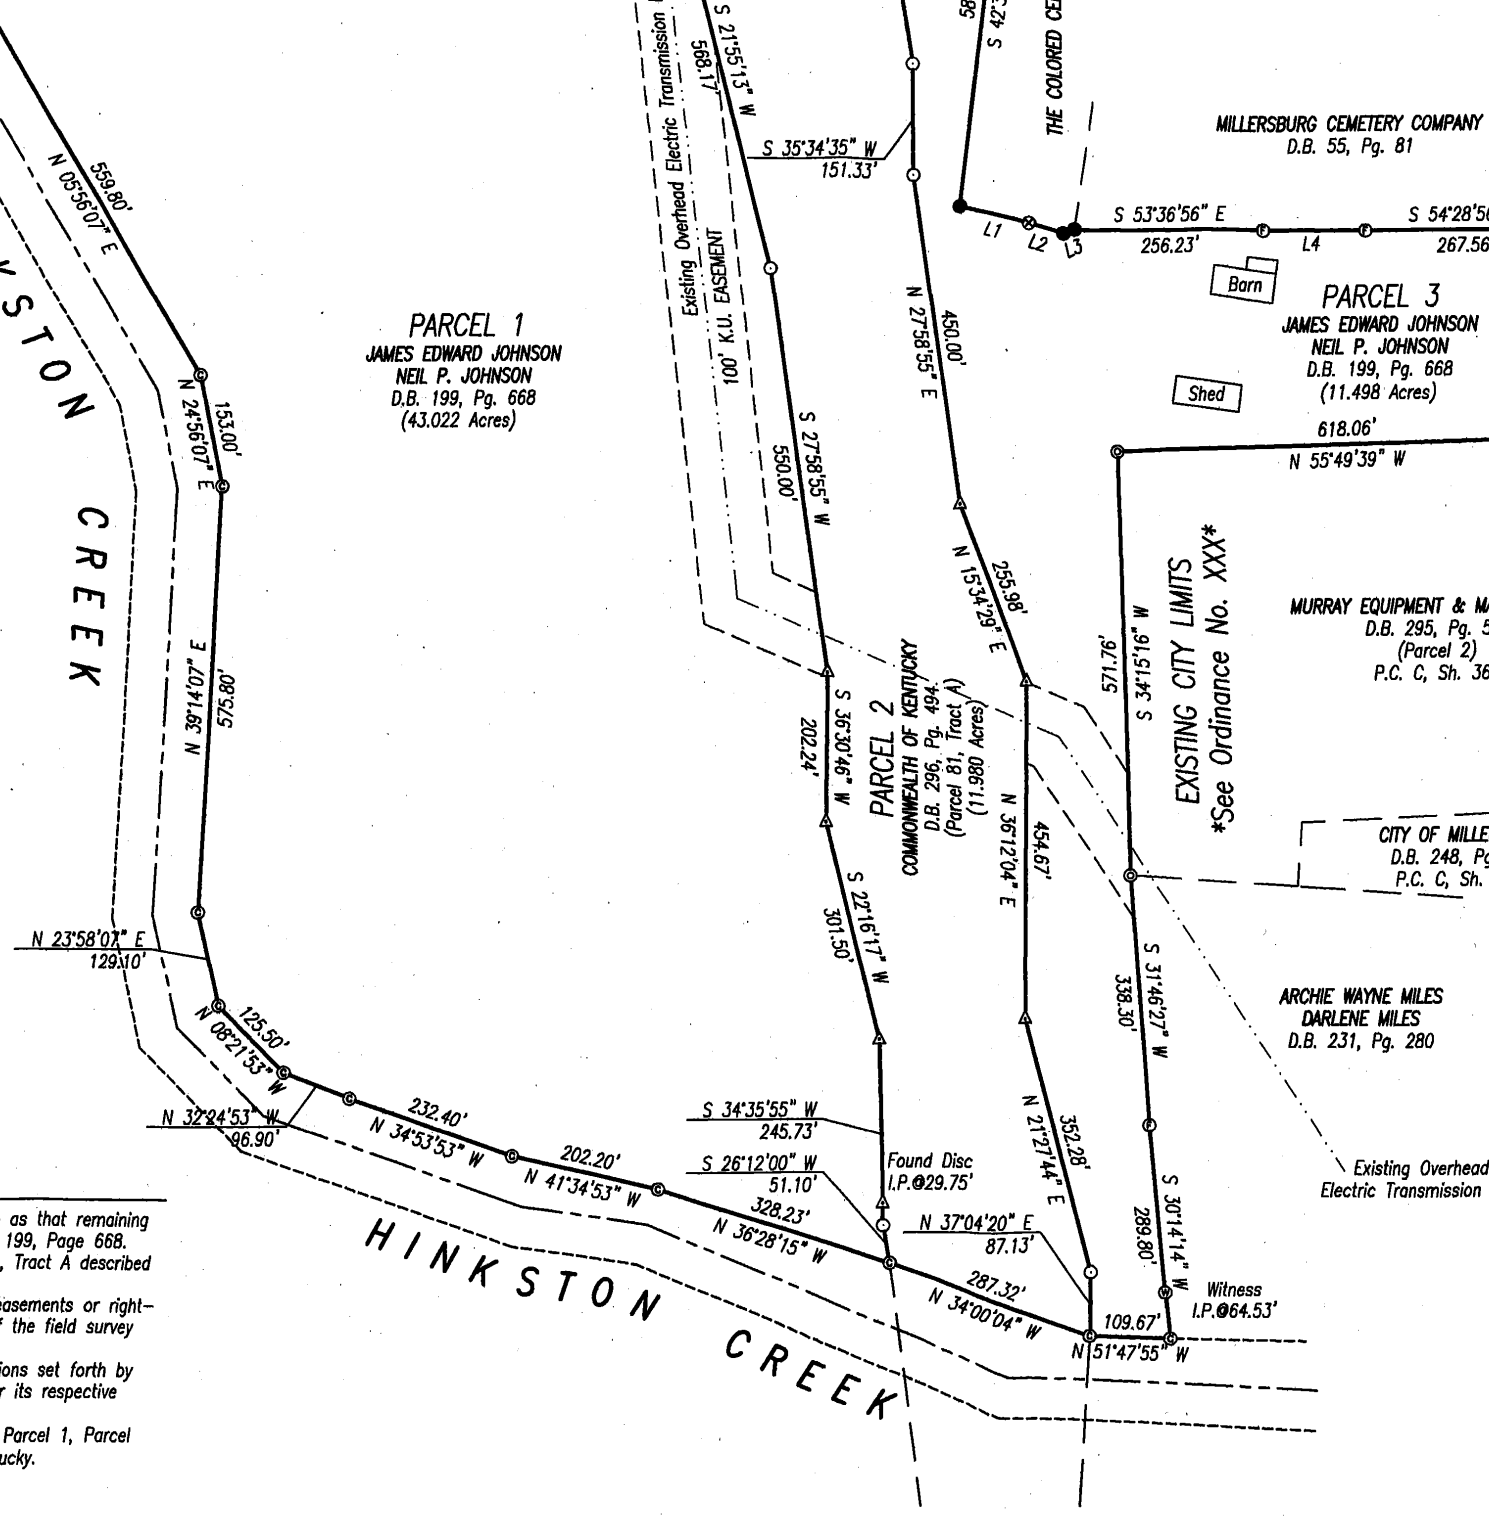 S 21°55'13" W
568.17'
Existing Overhead Electric Transmission
100' K.U. EASEMENT
58
S 42°
THE COLORED CE
MILLERSBURG CEMETERY COMPANY
D.B. 55, Pg. 81
S 35°34'35" W
151.33'
559.80'
N 05°56'07" E
L1
L2
L3
S 53°36'56" E
256.23'
L4
S 54°28'56
267.56
Barn
Shed
PARCEL 3
JAMES EDWARD JOHNSON
NEIL P. JOHNSON
D.B. 199, Pg. 668
(11.498 Acres)
618.06'
N 55°49'39" W
PARCEL 1
JAMES EDWARD JOHNSON
NEIL P. JOHNSON
D.B. 199, Pg. 668
(43.022 Acres)
KSTON CREEK
153.00'
N 24°56'07" E
450.00'
N 27°58'55" E
S 27°58'55" W
550.00'
255.98'
N 15°34'29" E
571.76'
S 34°15'16" W
EXISTING CITY LIMITS
*See Ordinance No. XXX*
MURRAY EQUIPMENT & MA
D.B. 295, Pg. 5
(Parcel 2)
P.C. C, Sh. 36
N 39°14'07" E
575.80'
S 36°30'46" W
202.24'
PARCEL 2
COMMONWEALTH OF KENTUCKY
D.B. 296, Pg. 494.
(Parcel 81, Tract A)
(11.980 Acres)
454.67'
N 36°12'04" E
CITY OF MILLE
D.B. 248, Pg
P.C. C, Sh.
S 22°16'17" W
301.50'
N 23°58'07" E
129.10'
S 31°46'27" W
338.30'
ARCHIE WAYNE MILES
DARLENE MILES
D.B. 231, Pg. 280
125.50'
N 08°21'53" W
N 32°24'53" W
96.90'
232.40'
N 34°53'53" W
202.20'
N 41°34'53" W
328.23'
N 36°28'15" W
S 34°35'55" W
245.73'
S 26°12'00" W
51.10'
Found Disc
I.P.@29.75'
352.28'
N 21°27'44" E
N 37°04'20" E
87.13'
Existing Overhead
Electric Transmission
S 30°14'14" W
289.80'
Witness
I.P.@64.53'
287.32'
N 34°00'04" W
109.67'
N 51°47'55" W
HINKSTON CREEK
as that remaining
199, Page 668.
, Tract A described
easements or right-
f the field survey
ions set forth by
r its respective
Parcel 1, Parcel
ucky.